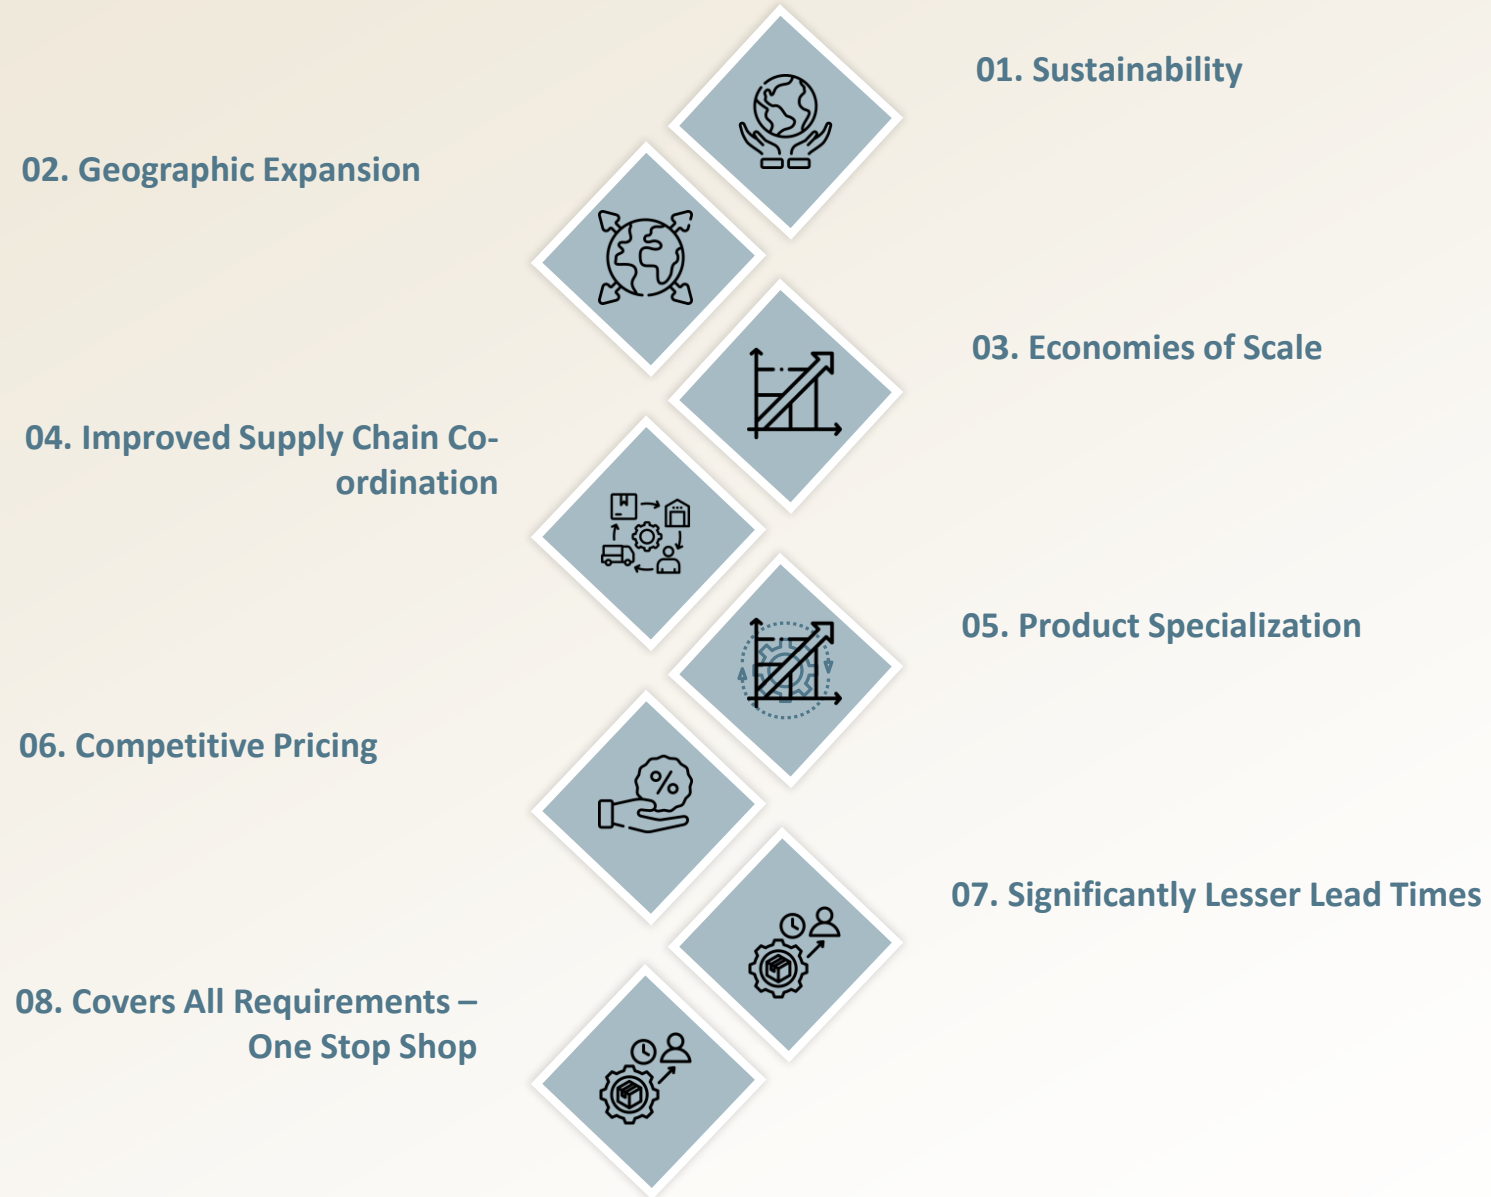 01. Sustainability
02. Geographic Expansion
03. Economies of Scale
04. Improved Supply Chain Co-
ordination
05. Product Specialization
06. Competitive Pricing
07. Significantly Lesser Lead Times
08. Covers All Requirements –
One Stop Shop